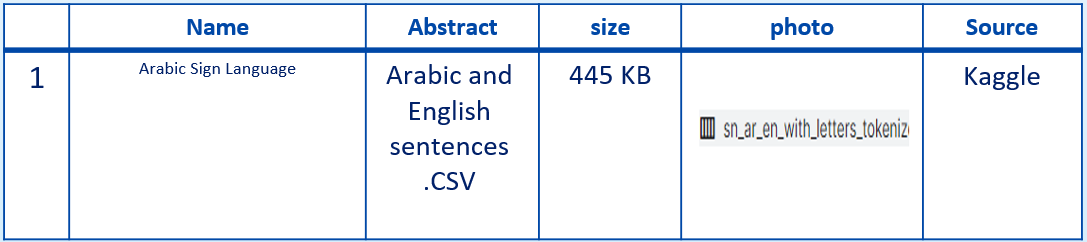 Name Abstract size photo Source
1 Arabic Sign Language Arabic and 445 KB Kaggle
English
sn_ar_en_with_letters_tokeniz
sentences
.CSV